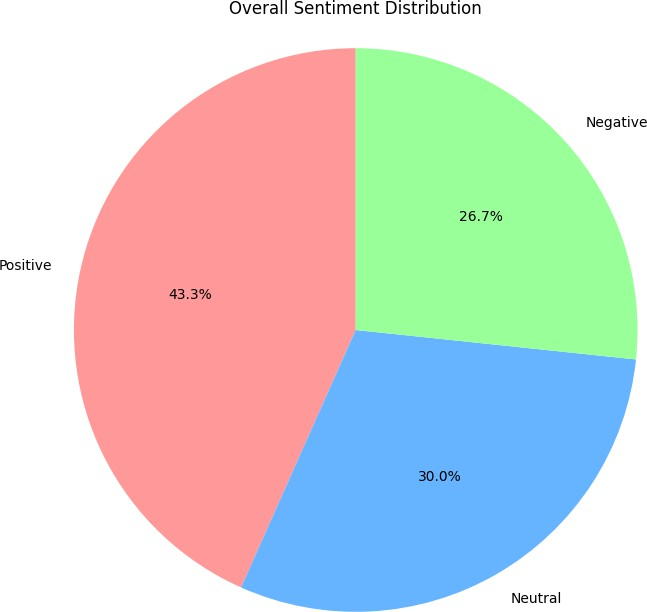 Overall Sentiment Distribution
Negative
26.7%
Positive
43.3%
30.0%
Neutral